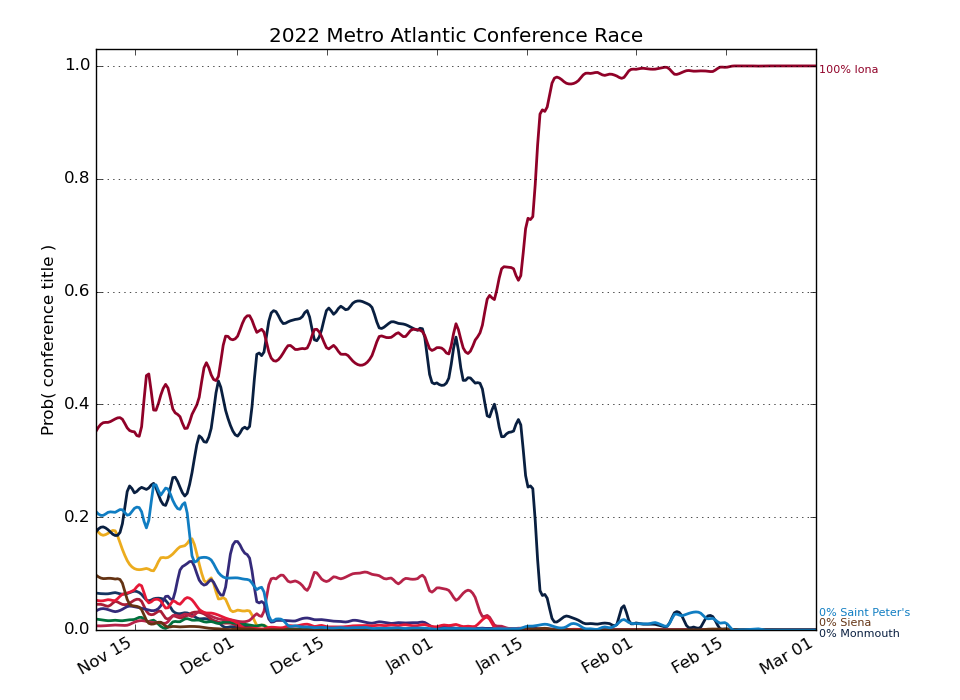 2022 Metro Atlantic Conference Race
Prob( conference title )
1.0
0.8
0.6
0.4
0.2
0.0
100% Iona
0% Saint Peter's
0% Siena
0% Monmouth
Nov 15
Dec 01
Dec 15
Jan 01
Jan 15
Feb 01
Feb 15
Mar 01